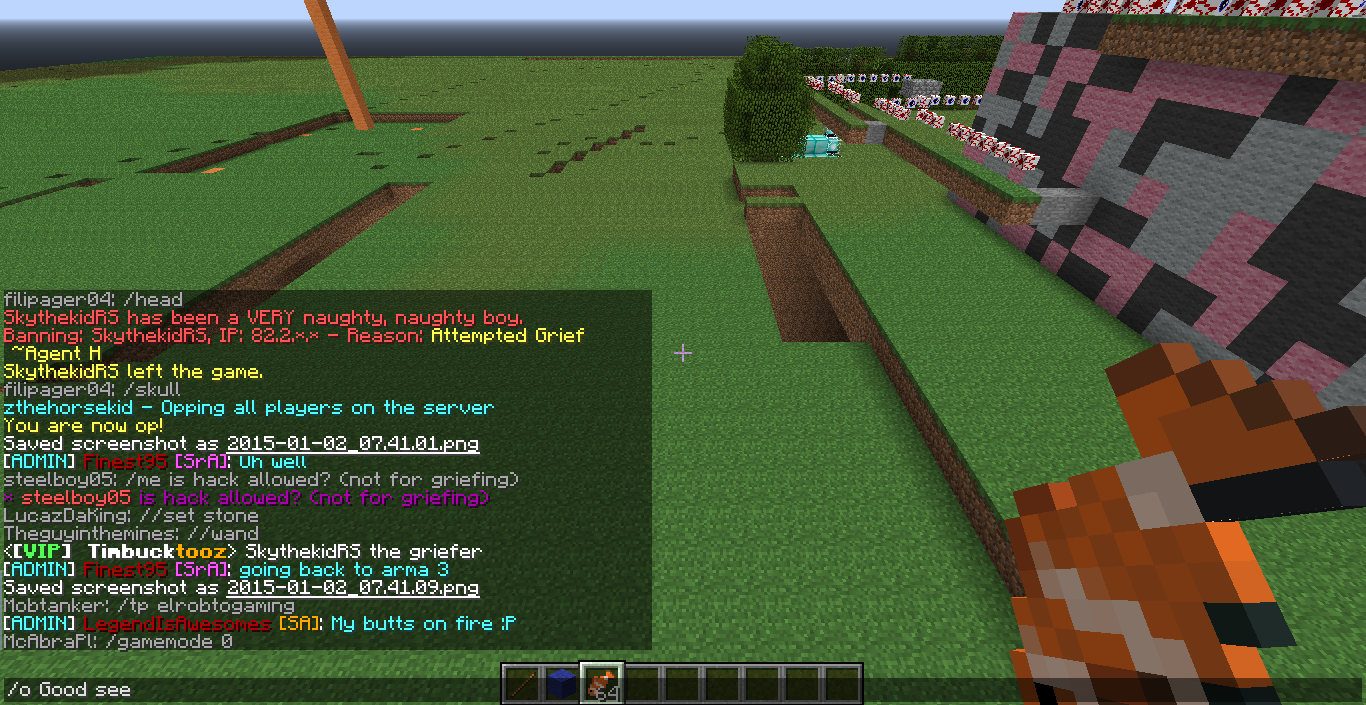 filipager04: /head
SkythekidRS has been a VERY naughty, naughty boy.
Banning: SkythekidRS, IP: 82.2.*.* - Reason: Attempted Grief
~Agent H
SkythekidRS left the game.
filipager04: /skull
zthehorsekid - Opping all players on the server
You are now op!
Saved screenshot as 2015-01-02_07.41.01.png
[ADMIN] Finest95 [SrA]: Uh well
steelboy05: /me is hack allowed? (not for griefing)
* steelboy05 is hack allowed? (not for griefing)
LucazDaKing: //set stone
Theguyinthemines: //wand
<[VIP] Timbucktooz> SkythekidRS the griefer
[ADMIN] Finest95 [SrA]: going back to arma 3
Saved screenshot as 2015-01-02_07.41.09.png
Mobtanker: /tp elrobtogaming
[ADMIN] LegendIsAwesomes [SA]: My butts on fire :P
McAbraPl: /gamemode 0
64
/o Good see